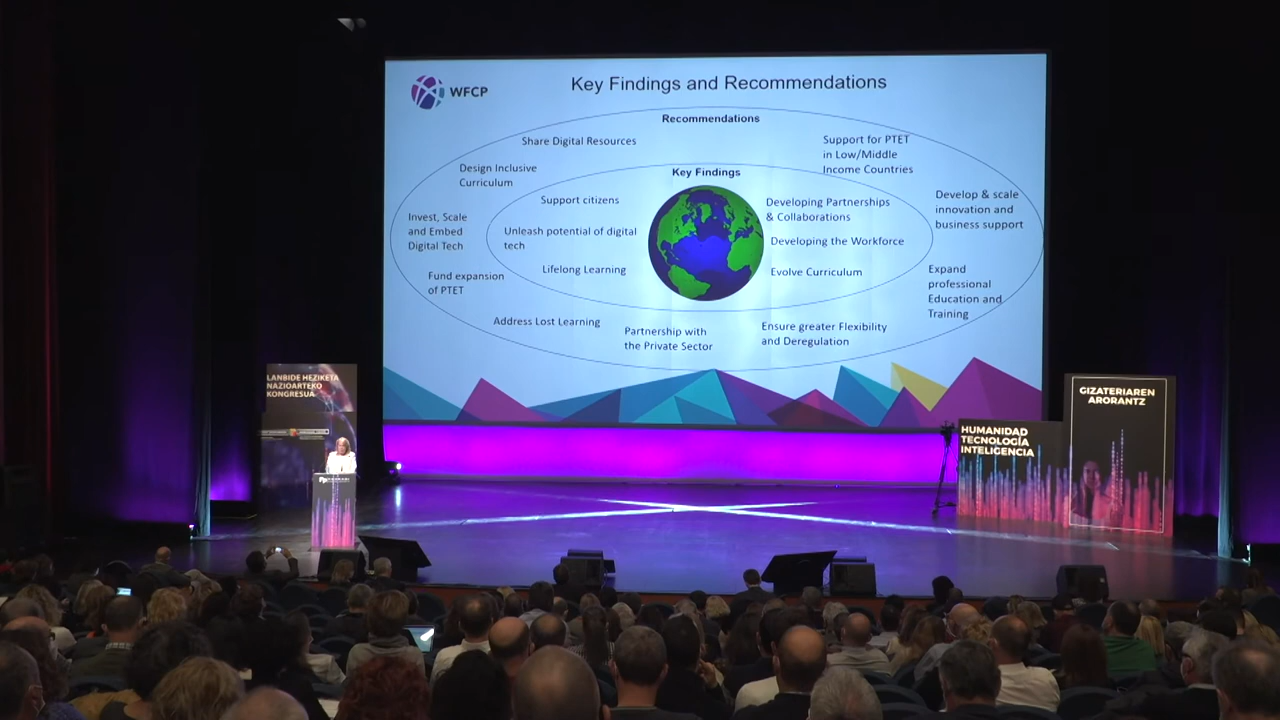 WFCP
Key Findings and Recommendations
Recommendations
Share Digital Resources
Support for PTET
in Low/Middle
Income Countries
Design Inclusive
Curriculum
Key Findings
Support citizens
Developing Partnerships
& Collaborations
Develop & scale
innovation and
business support
Invest, Scale
and Embed
Digital Tech
Unleash potential of digital
tech
Developing the Workforce
Lifelong Learning
Evolve Curriculum
Fund expansion
of PTET
Expand
professional
Education and
Training
Address Lost Learning
Partnership with
the Private Sector
Ensure greater Flexibility
and Deregulation
LANBIDE HEZIKETA
NAZIOARTEKO
KONGRESUA
HUMANIDAD
TECNOLOGÍA
INTELIGENCIA
GIZATERIAREN
ARORANTZ